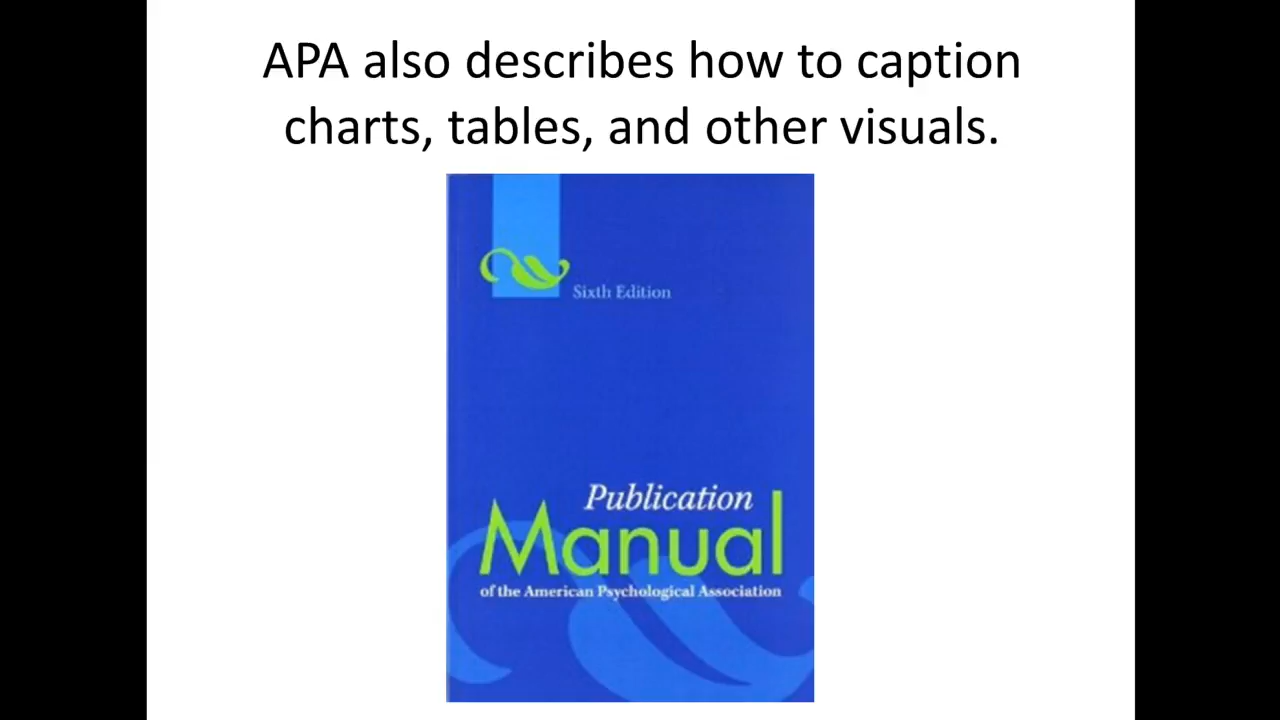 APA also describes how to caption
charts, tables, and other visuals.
Sixth Edition
Publication
Manual
of the American Psychological Association